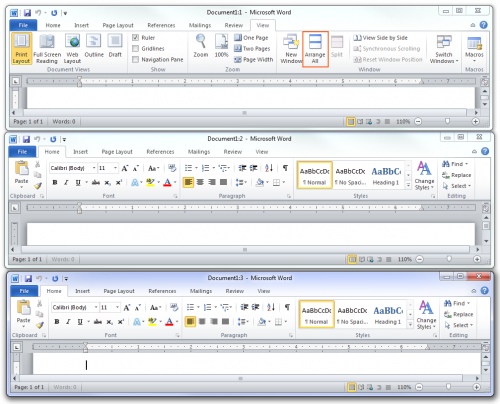 Document1:1 - Microsoft Word
File Home Insert Page Layout References Mailings Review View
Print Layout Full Screen Reading Web Layout Outline Draft
Ruler
Gridlines
Navigation Pane
Zoom 100%
One Page
Two Pages
Page Width
New Window Arrange All Split
View Side by Side
Synchronous Scrolling
Reset Window Position
Switch Windows Macros
Document Views Show Zoom Window Macros
Page: 1 of 1 Words: 0 110%
Document1:2 - Microsoft Word
File Home Insert Page Layout References Mailings Review View
Paste
Calibri (Body) 11
B I U abc x₂ x²
AaBbCcDc AaBbCcDc AaBbCc
¶ Normal ¶ No Spaci... Heading 1
Change Styles
Find
Replace
Select
Clipboard Font Paragraph Styles Editing
Page: 1 of 1 Words: 0 110%
Document1:3 - Microsoft Word
File Home Insert Page Layout References Mailings Review View
Paste
Calibri (Body) 11
B I U abc x₂ x²
AaBbCcDc AaBbCcDc AaBbCc
¶ Normal ¶ No Spaci... Heading 1
Change Styles
Find
Replace
Select
Clipboard Font Paragraph Styles Editing
Page: 1 of 1 Words: 0 110%